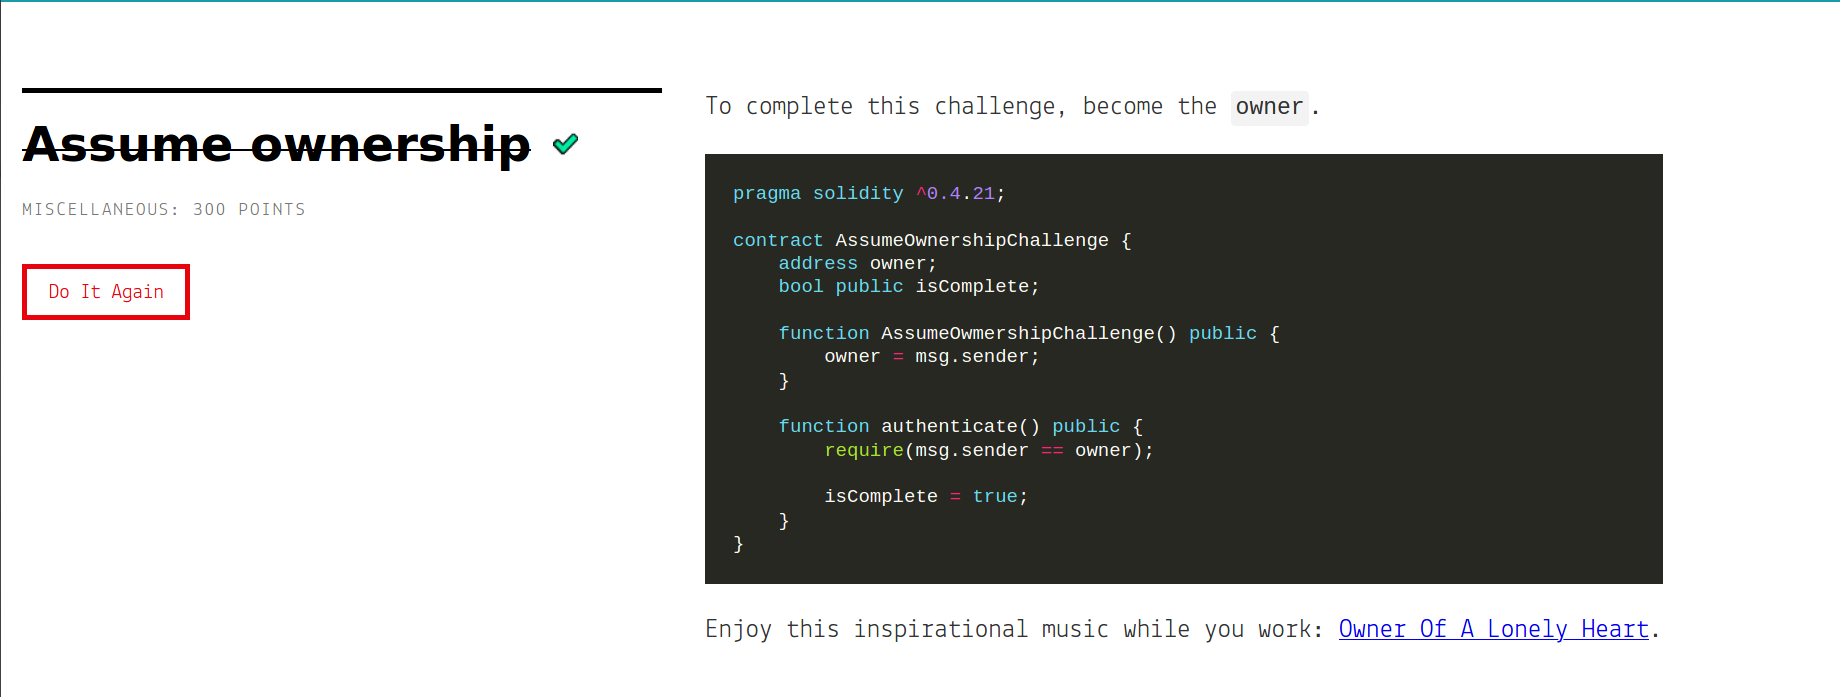 Assume ownership
MISCELLANEOUS: 300 POINTS
Do It Again
To complete this challenge, become the owner.
pragma solidity ^0.4.21;
contract AssumeOwnershipChallenge {
    address owner;
    bool public isComplete;
    function AssumeOwmershipChallenge() public {
        owner = msg.sender;
    }
    function authenticate() public {
        require(msg.sender == owner);
        isComplete = true;
    }
}
Enjoy this inspirational music while you work: Owner Of A Lonely Heart.